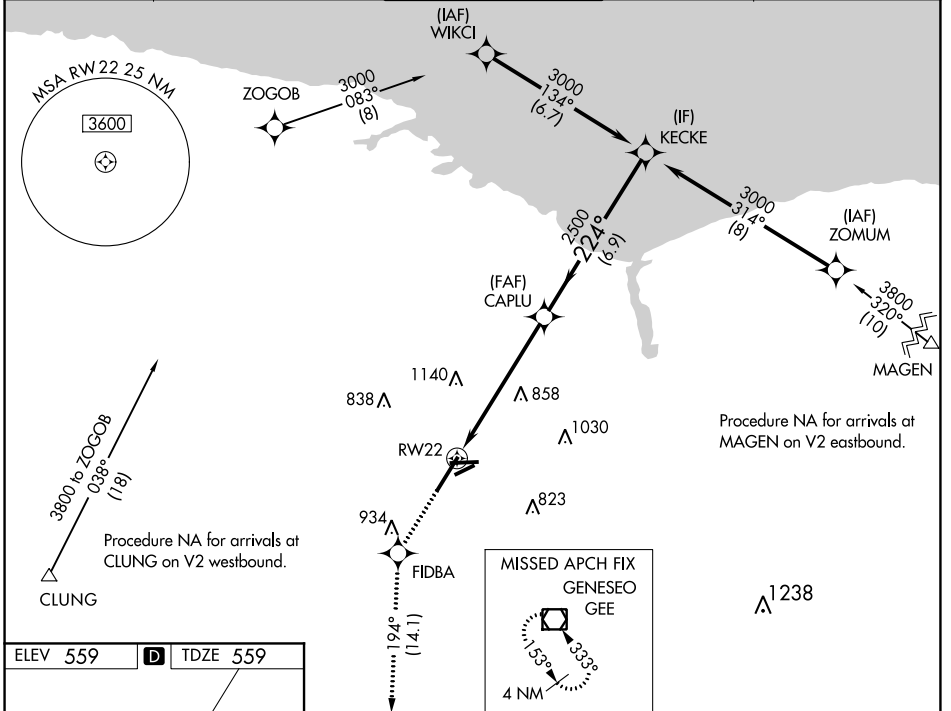 (IAF)
WIKCI
MSA RW22 25 NM
3600
ZOGOB
3000
083°
(8)
3000
134°
(6.7)
(IF)
KECKE
3000
314°
(8)
(IAF)
ZOMUM
2500
224°
(6.9)
(FAF)
CAPLU
3800
320°
(10)
MAGEN
1140
838
858
1030
Procedure NA for arrivals at
MAGEN on V2 eastbound.
RW22
3800 to ZOGOB
038°
(18)
823
934
Procedure NA for arrivals at
CLUNG on V2 westbound.
FIDBA
CLUNG
MISSED APCH FIX
GENESEO
GEE
153°
333°
4 NM
1238
194°
(14.1)
ELEV 559 D TDZE 559